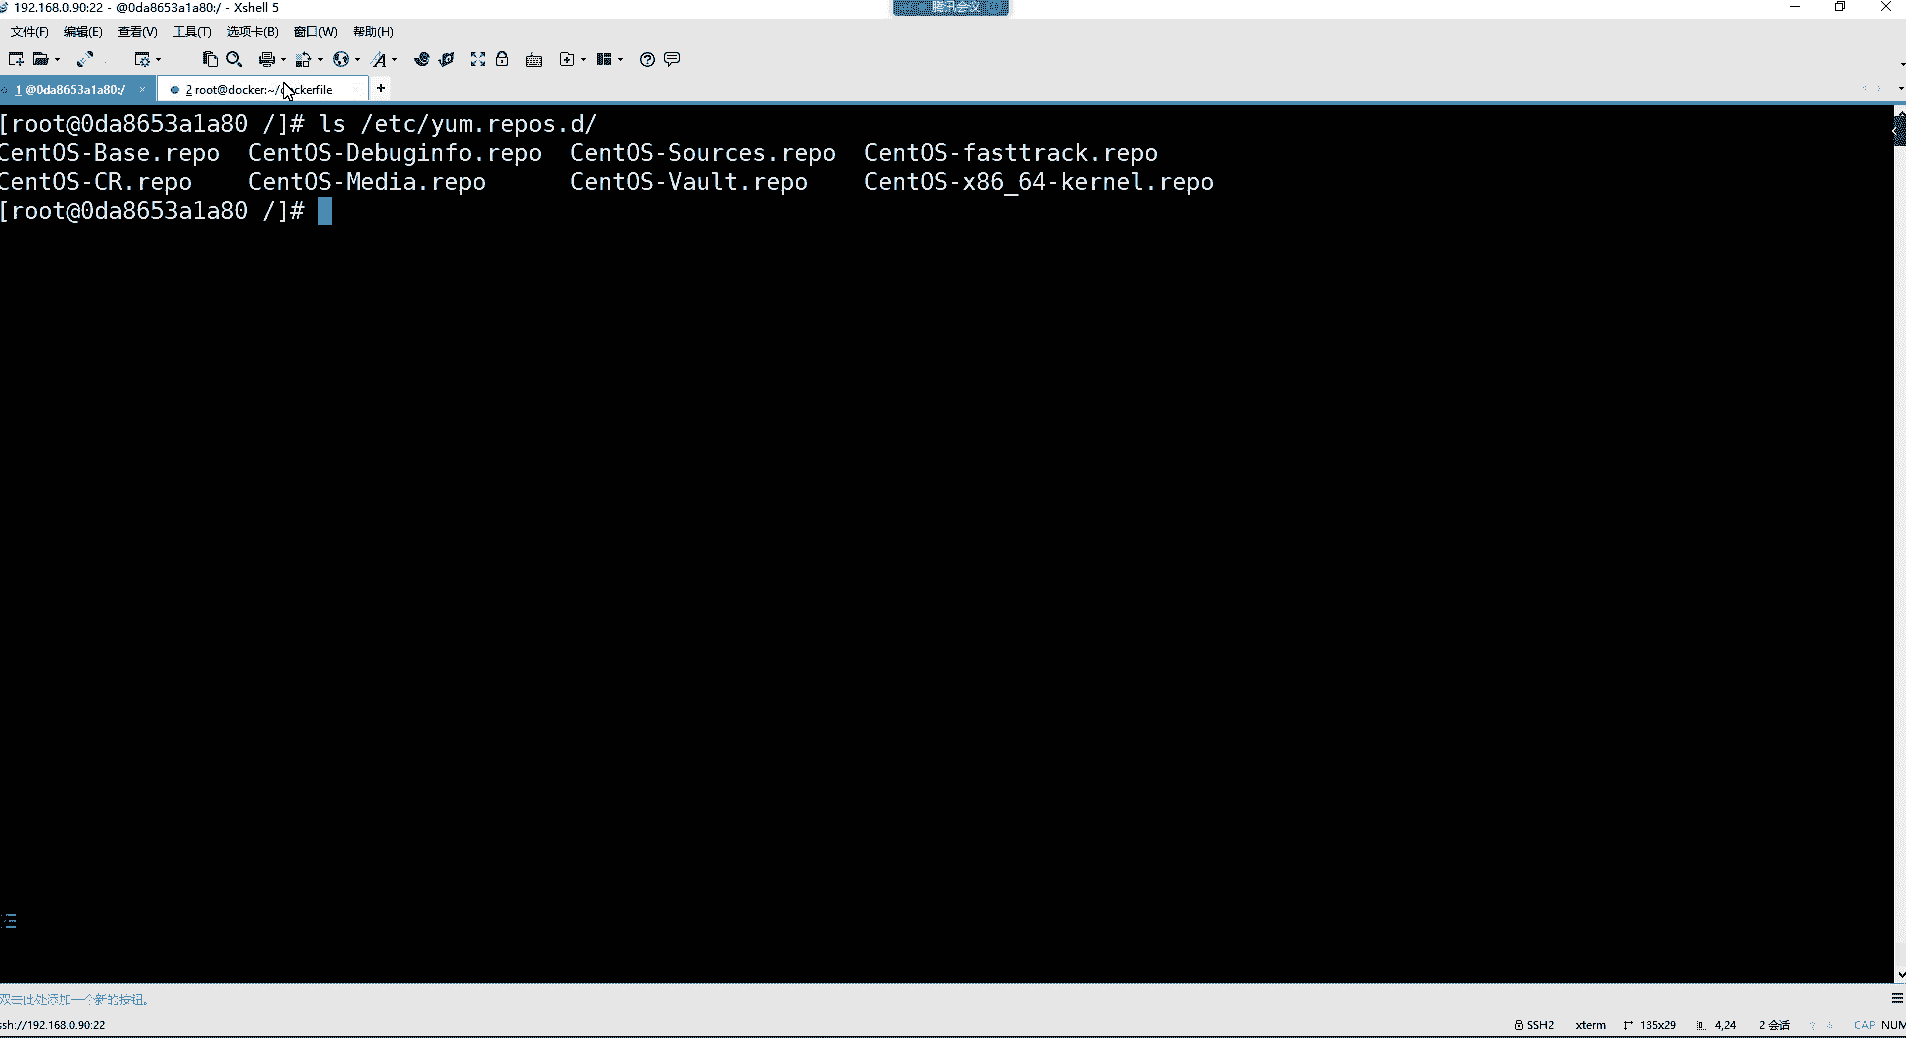 192.168.0.90:22 - @0da8653a1a80:/ - Xshell 5
腾讯会议
文件(F) 编辑(E) 查看(V) 工具(T) 选项卡(B) 窗口(W) 帮助(H)
1 @0da8653a1a80:/ 2 root@docker:~/ ckerfile
[root@0da8653a1a80 /]# ls /etc/yum.repos.d/
CentOS-Base.repo CentOS-Debuginfo.repo CentOS-Sources.repo CentOS-fasttrack.repo
CentOS-CR.repo CentOS-Media.repo CentOS-Vault.repo CentOS-x86_64-kernel.repo
[root@0da8653a1a80 /]#
双击此处添加一个新的按钮。
ssh://192.168.0.90:22 SSH2 xterm 135x29 4,24 2 会话 CAP NUM